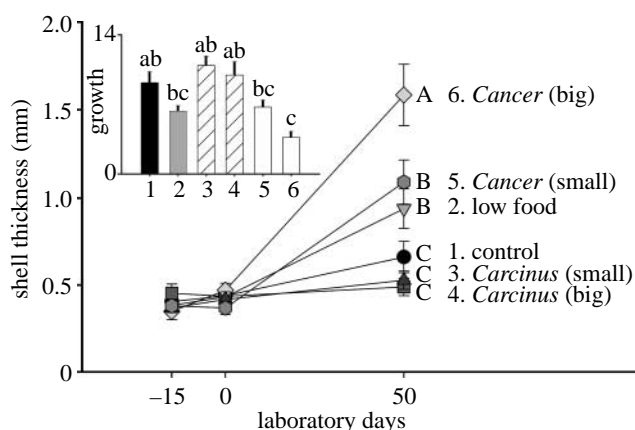 2.0
1.5
1.0
0.5
0
shell thickness (mm)
14
0
growth
ab
bc
ab
ab
bc
c
1 2 3 4 5 6
A 6. Cancer (big)
B 5. Cancer (small)
B 2. low food
C 1. control
C 3. Carcinus (small)
C 4. Carcinus (big)
–15 0 50
laboratory days